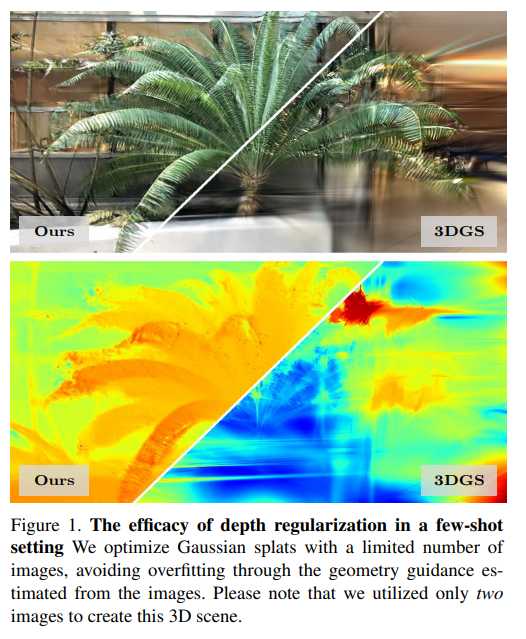 Ours
3DGS
Ours
3DGS
Figure 1. The efficacy of depth regularization in a few-shot
setting We optimize Gaussian splats with a limited number of
images, avoiding overfitting through the geometry guidance es-
timated from the images. Please note that we utilized only two
images to create this 3D scene.